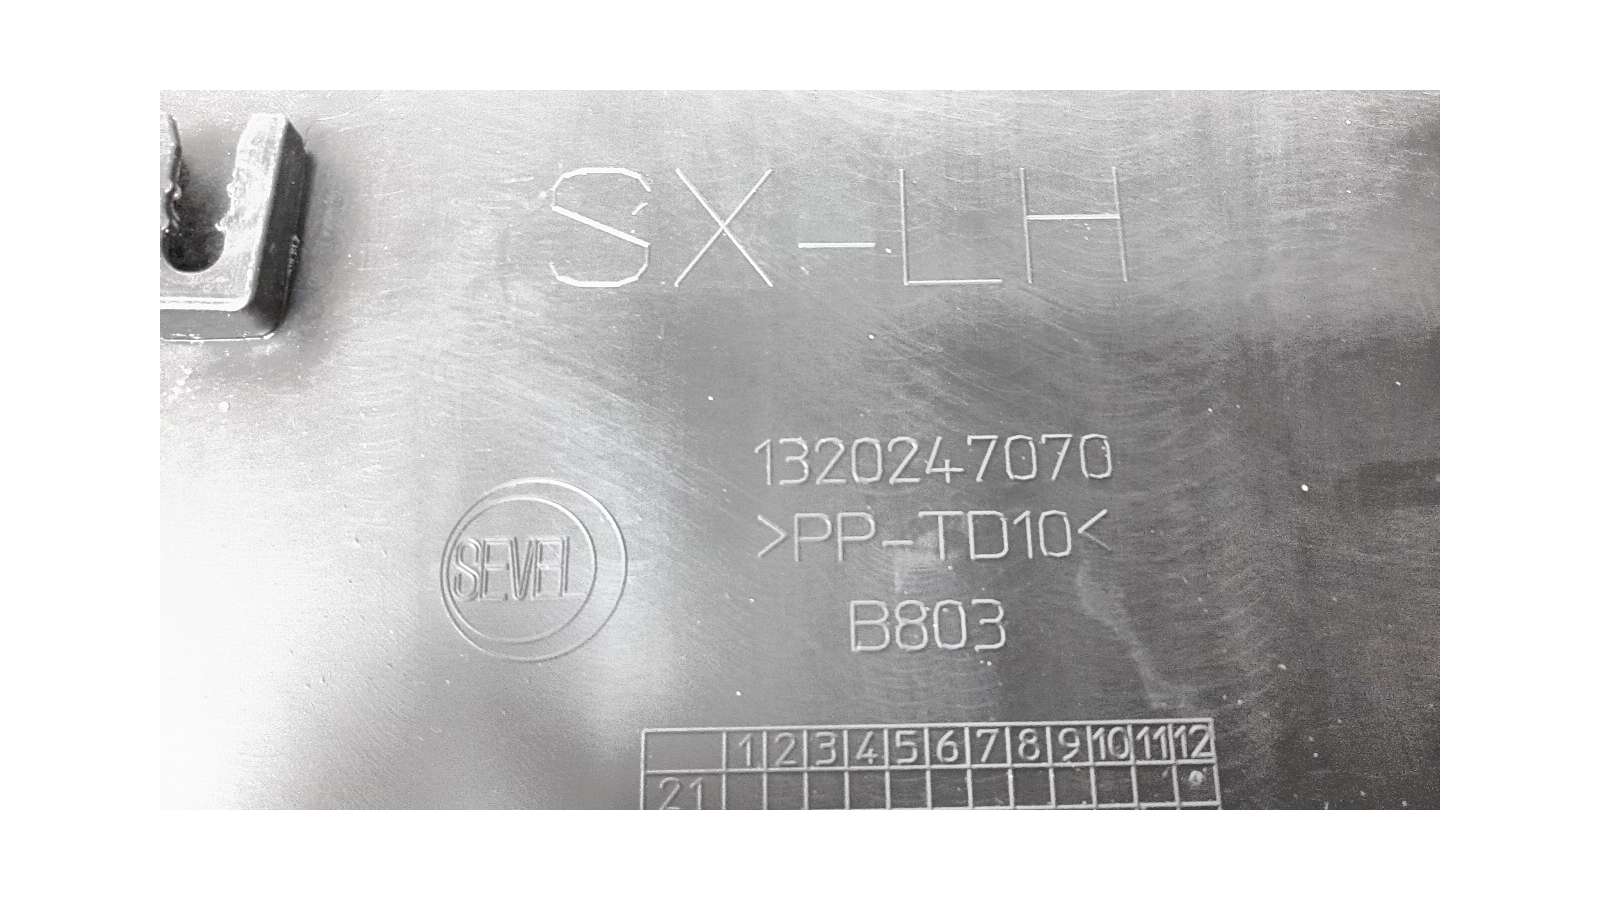 SX-LH
1320247070
>PP-TD10<
SEVEL
B803
1 2 3 4 5 6 7 8 9 10 11 12
21